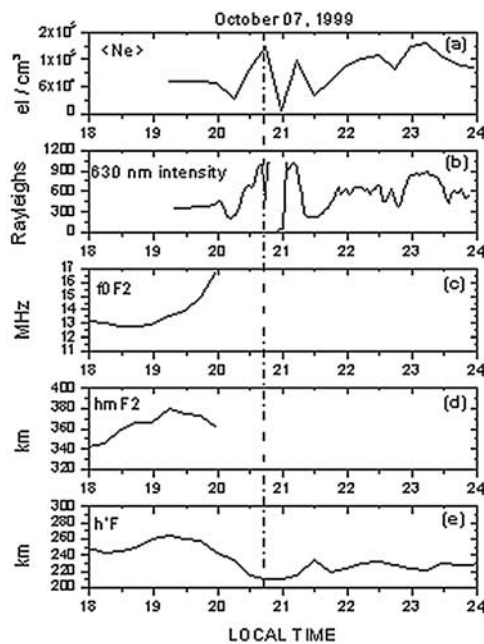 October 07, 1999
<Ne>
(a)
el / cm³
2x10⁶
1x10⁶
6x10⁴
0
18 19 20 21 22 23 24
630 nm intensity
(b)
Rayleighs
1200
900
600
300
0
18 19 20 21 22 23 24
f0F2
(c)
MHz
17
16
15
14
13
12
11
18 19 20 21 22 23 24
hmF2
(d)
km
400
380
360
340
320
18 19 20 21 22 23 24
h'F
(e)
km
300
280
260
240
220
200
18 19 20 21 22 23 24
LOCAL TIME